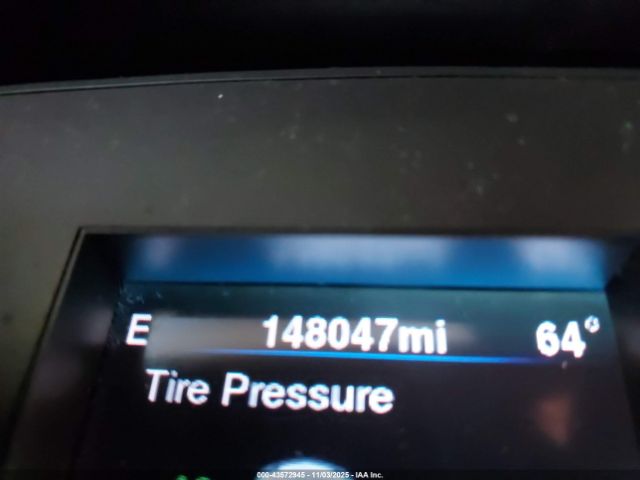 E 148047mi 64°
Tire Pressure
000-43572945 - 11/03/2025 - IAA Inc.